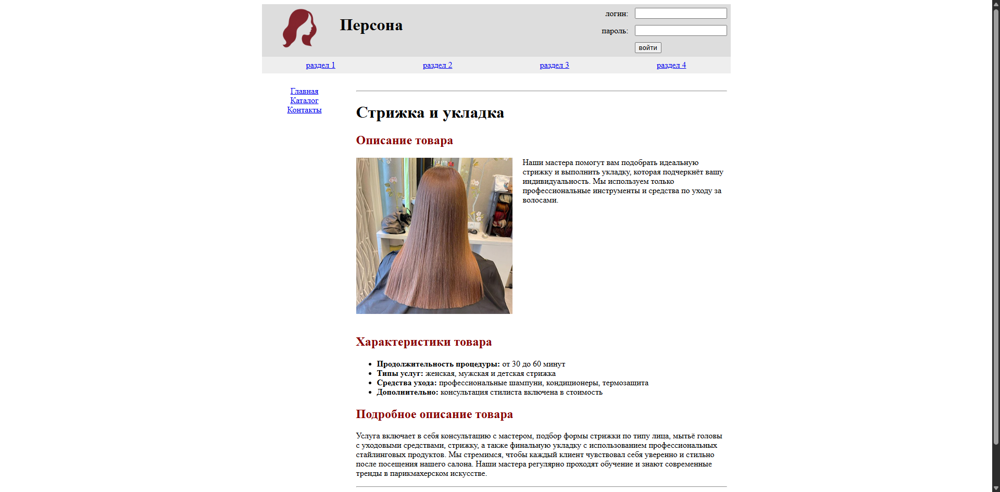 Персона
логин:
пароль:
войти
раздел 1 раздел 2 раздел 3 раздел 4
Главная
Каталог
Контакты
Стрижка и укладка
Описание товара
Наши мастера помогут вам подобрать идеальную
стрижку и выполнить укладку, которая подчеркнёт вашу
индивидуальность. Мы используем только
профессиональные инструменты и средства по уходу за
волосами.
Характеристики товара
• Продолжительность процедуры: от 30 до 60 минут
• Типы услуг: женская, мужская и детская стрижка
• Средства ухода: профессиональные шампуни, кондиционеры, термозащита
• Дополнительно: консультация стилиста включена в стоимость
Подробное описание товара
Услуга включает в себя консультацию с мастером, подбор формы стрижки по типу лица, мытьё головы
с уходовыми средствами, стрижку, а также финальную укладку с использованием профессиональных
стайлинговых продуктов. Мы стремимся, чтобы каждый клиент чувствовал себя уверенно и стильно
после посещения нашего салона. Наши мастера регулярно проходят обучение и знают современные
тренды в парикмахерском искусстве.